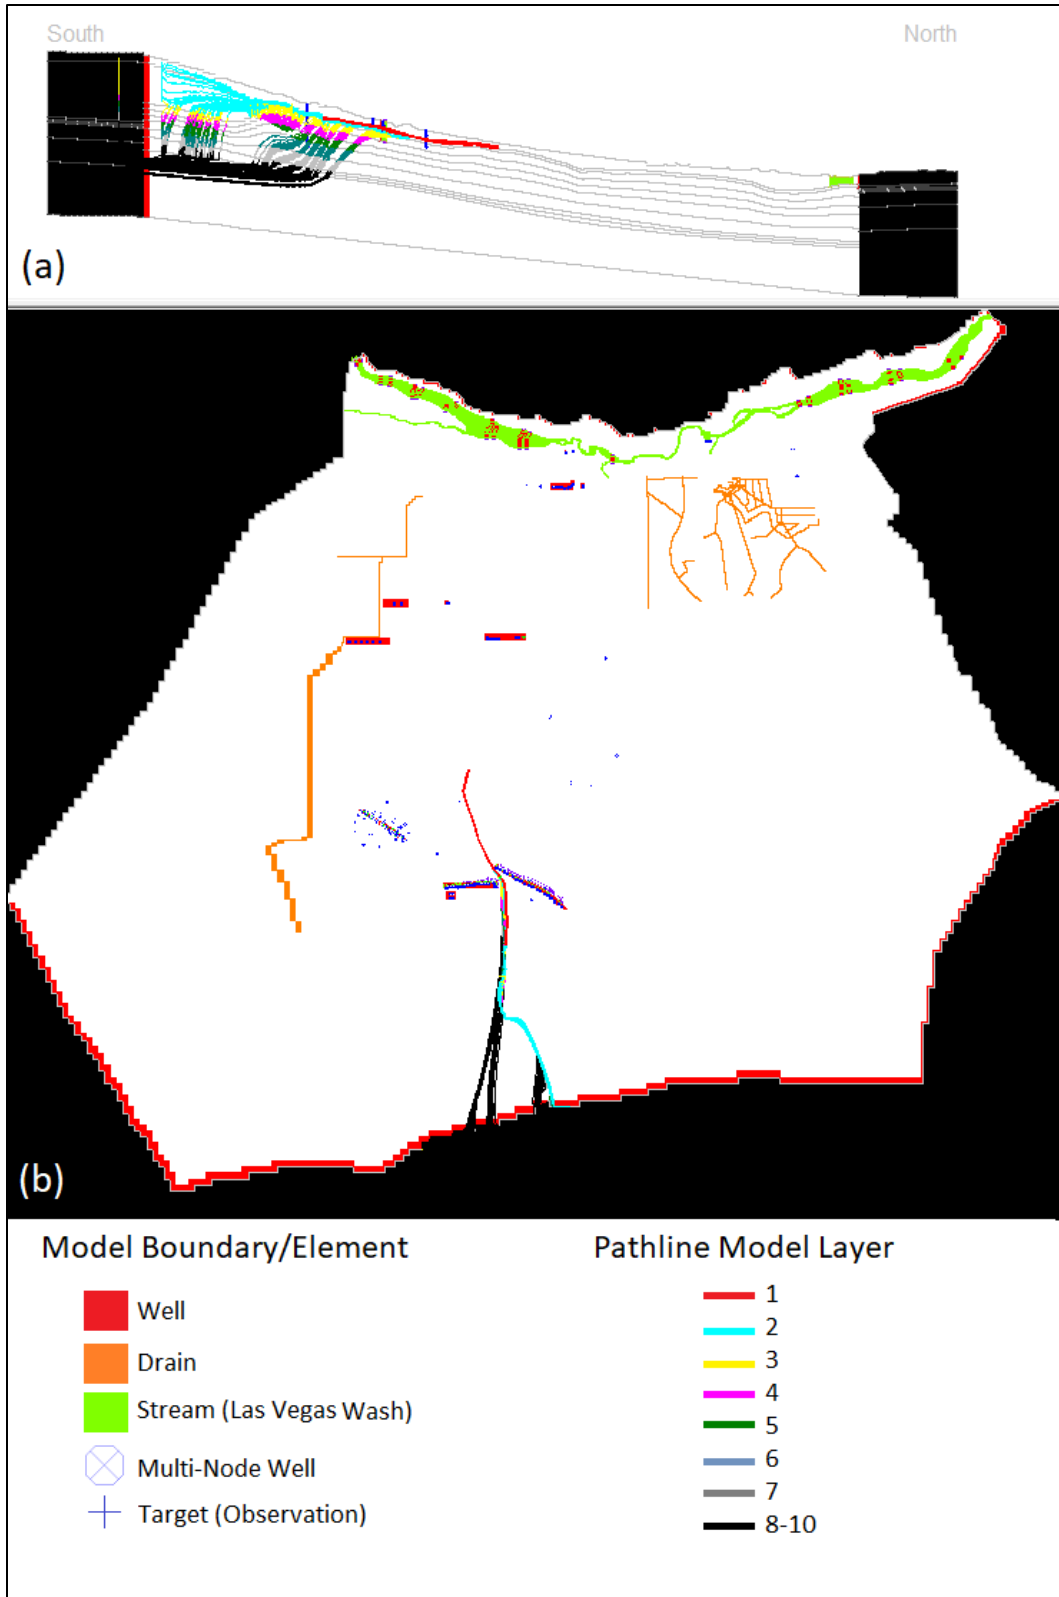 South
North
(a)
(b)
Model Boundary/Element
Well
Drain
Stream (Las Vegas Wash)
Multi-Node Well
Target (Observation)
Pathline Model Layer
1
2
3
4
5
6
7
8-10